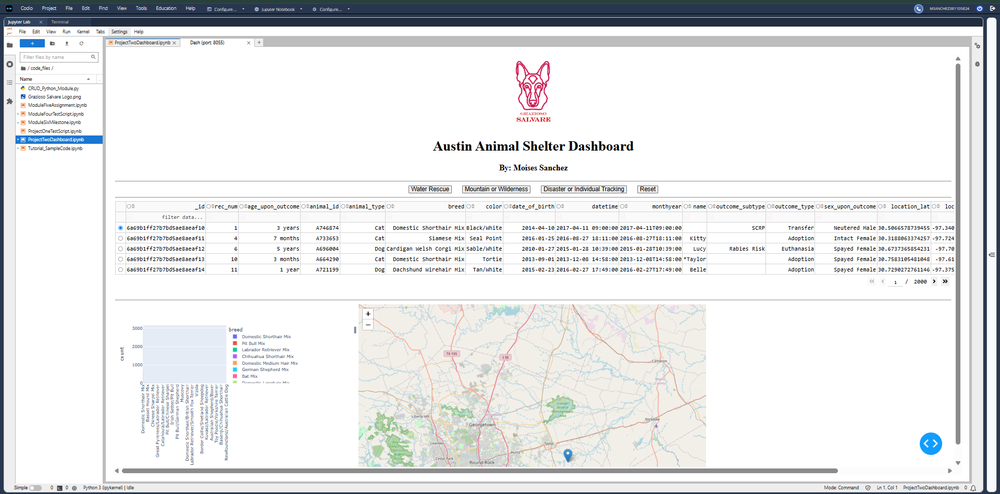 Codio Project File Edit Find View Tools Education Help Configure.... Jupyter Notebook Configure.... MSANCHEZ381105824
Jupyter Lab Terminal
File Edit View Run Kernel Tabs Settings Help
ProjectTwoDashboard.ipynb Dash (port: 8055)
Filter files by name
/ code_files /
Name
CRUD_Python_Module.py
Grazioso Salvare Logo.png
ModuleFiveAssignment.ipynb
ModuleFourTestScript.ipynb
ModuleSixMilestone.ipynb
ProjectOneTestScript.ipynb
ProjectTwoDashboard.ipynb
Tutorial_SampleCode.ipynb
GRAZIOSO
SALVARE
Austin Animal Shelter Dashboard
By: Moises Sanchez
Water Rescue Mountain or Wilderness Disaster or Individual Tracking Reset
_id rec_num age_upon_outcome animal_id animal_type breed color date_of_birth datetime monthyear name outcome_subtype outcome_type sex_upon_outcome location_lat loc
filter data...
6a69b1ff27b7bd5ae8aeaf10 1 3 years A746874 Cat Domestic Shorthair Mix Black/White 2014-04-10 2017-04-11 09:00:00 2017-04-11T09:00:00 SCRP Transfer Neutered Male 30.5066578739455 -97.340
6a69b1ff27b7bd5ae8aeaf11 4 7 months A733653 Cat Siamese Mix Seal Point 2016-01-25 2016-08-27 18:11:00 2016-08-27T18:11:00 Kitty Adoption Intact Female 30.3188063374257 -97.724
6a69b1ff27b7bd5ae8aeaf12 6 5 years A696004 Dog Cardigan Welsh Corgi Mix Sable/White 2010-01-27 2015-01-28 10:39:00 2015-01-28T10:39:00 Lucy Rabies Risk Euthanasia Spayed Female 30.6737365854231 -97.70
6a69b1ff27b7bd5ae8aeaf13 10 3 months A664290 Cat Domestic Shorthair Mix Tortie 2013-09-01 2013-12-08 14:58:00 2013-12-08T14:58:00 *Taylor Adoption Spayed Female 30.7583105481048 -97.61
6a69b1ff27b7bd5ae8aeaf14 11 1 year A721199 Dog Dachshund Wirehair Mix Tan/White 2015-02-23 2016-02-27 17:49:00 2016-02-27T17:49:00 Belle Adoption Spayed Female 30.7290272761146 -97.375
1 / 2000
count
3000
2000
1000
0
breed
Domestic Shorthair Mix
Pit Bull Mix
Labrador Retriever Mix
Chihuahua Shorthair Mix
Domestic Medium Hair Mix
German Shepherd Mix
Bat Mix
Domestic Longhair Mix
Domestic Shorthair Mix
Basset Hound Mix
Chinese Sharpei Mix
Great Pyrenees/Labrador Retriever
Catahoula/Labrador Retriever
Pit Bull/Chinese Sharpei
Irish Setter/Pit Bull
Pit Bull/German Shepherd
Muscovy
Domestic Shorthair/British Shorthair
Labrador Retriever/Smooth Fox Terrier
Vizsla
Border Collie/Shetland Sheepdog
Kuvasz/Labrador Retriever
Australian Shepherd/Boxer
Toy Poodle/Yorkshire Terrier
Basenji/Chihuahua Shorthair
Newfoundland/Australian Cattle Dog
+
−
TX 195
I 35
Cameron
Milam
County
Granger
Wildlife
Management
Area
Liberty Hill
Williamson
County
Georgetown
Rockdale
Balcones
Canyonlands
National
Wildlife
Refuge
Leander
Taylor
Hutto
Cedar Park
Round Rock
Simple 0 0 Python 3 (ipykernel) | Idle Mode: Command Ln 1, Col 1 ProjectTwoDashboard.ipynb 0